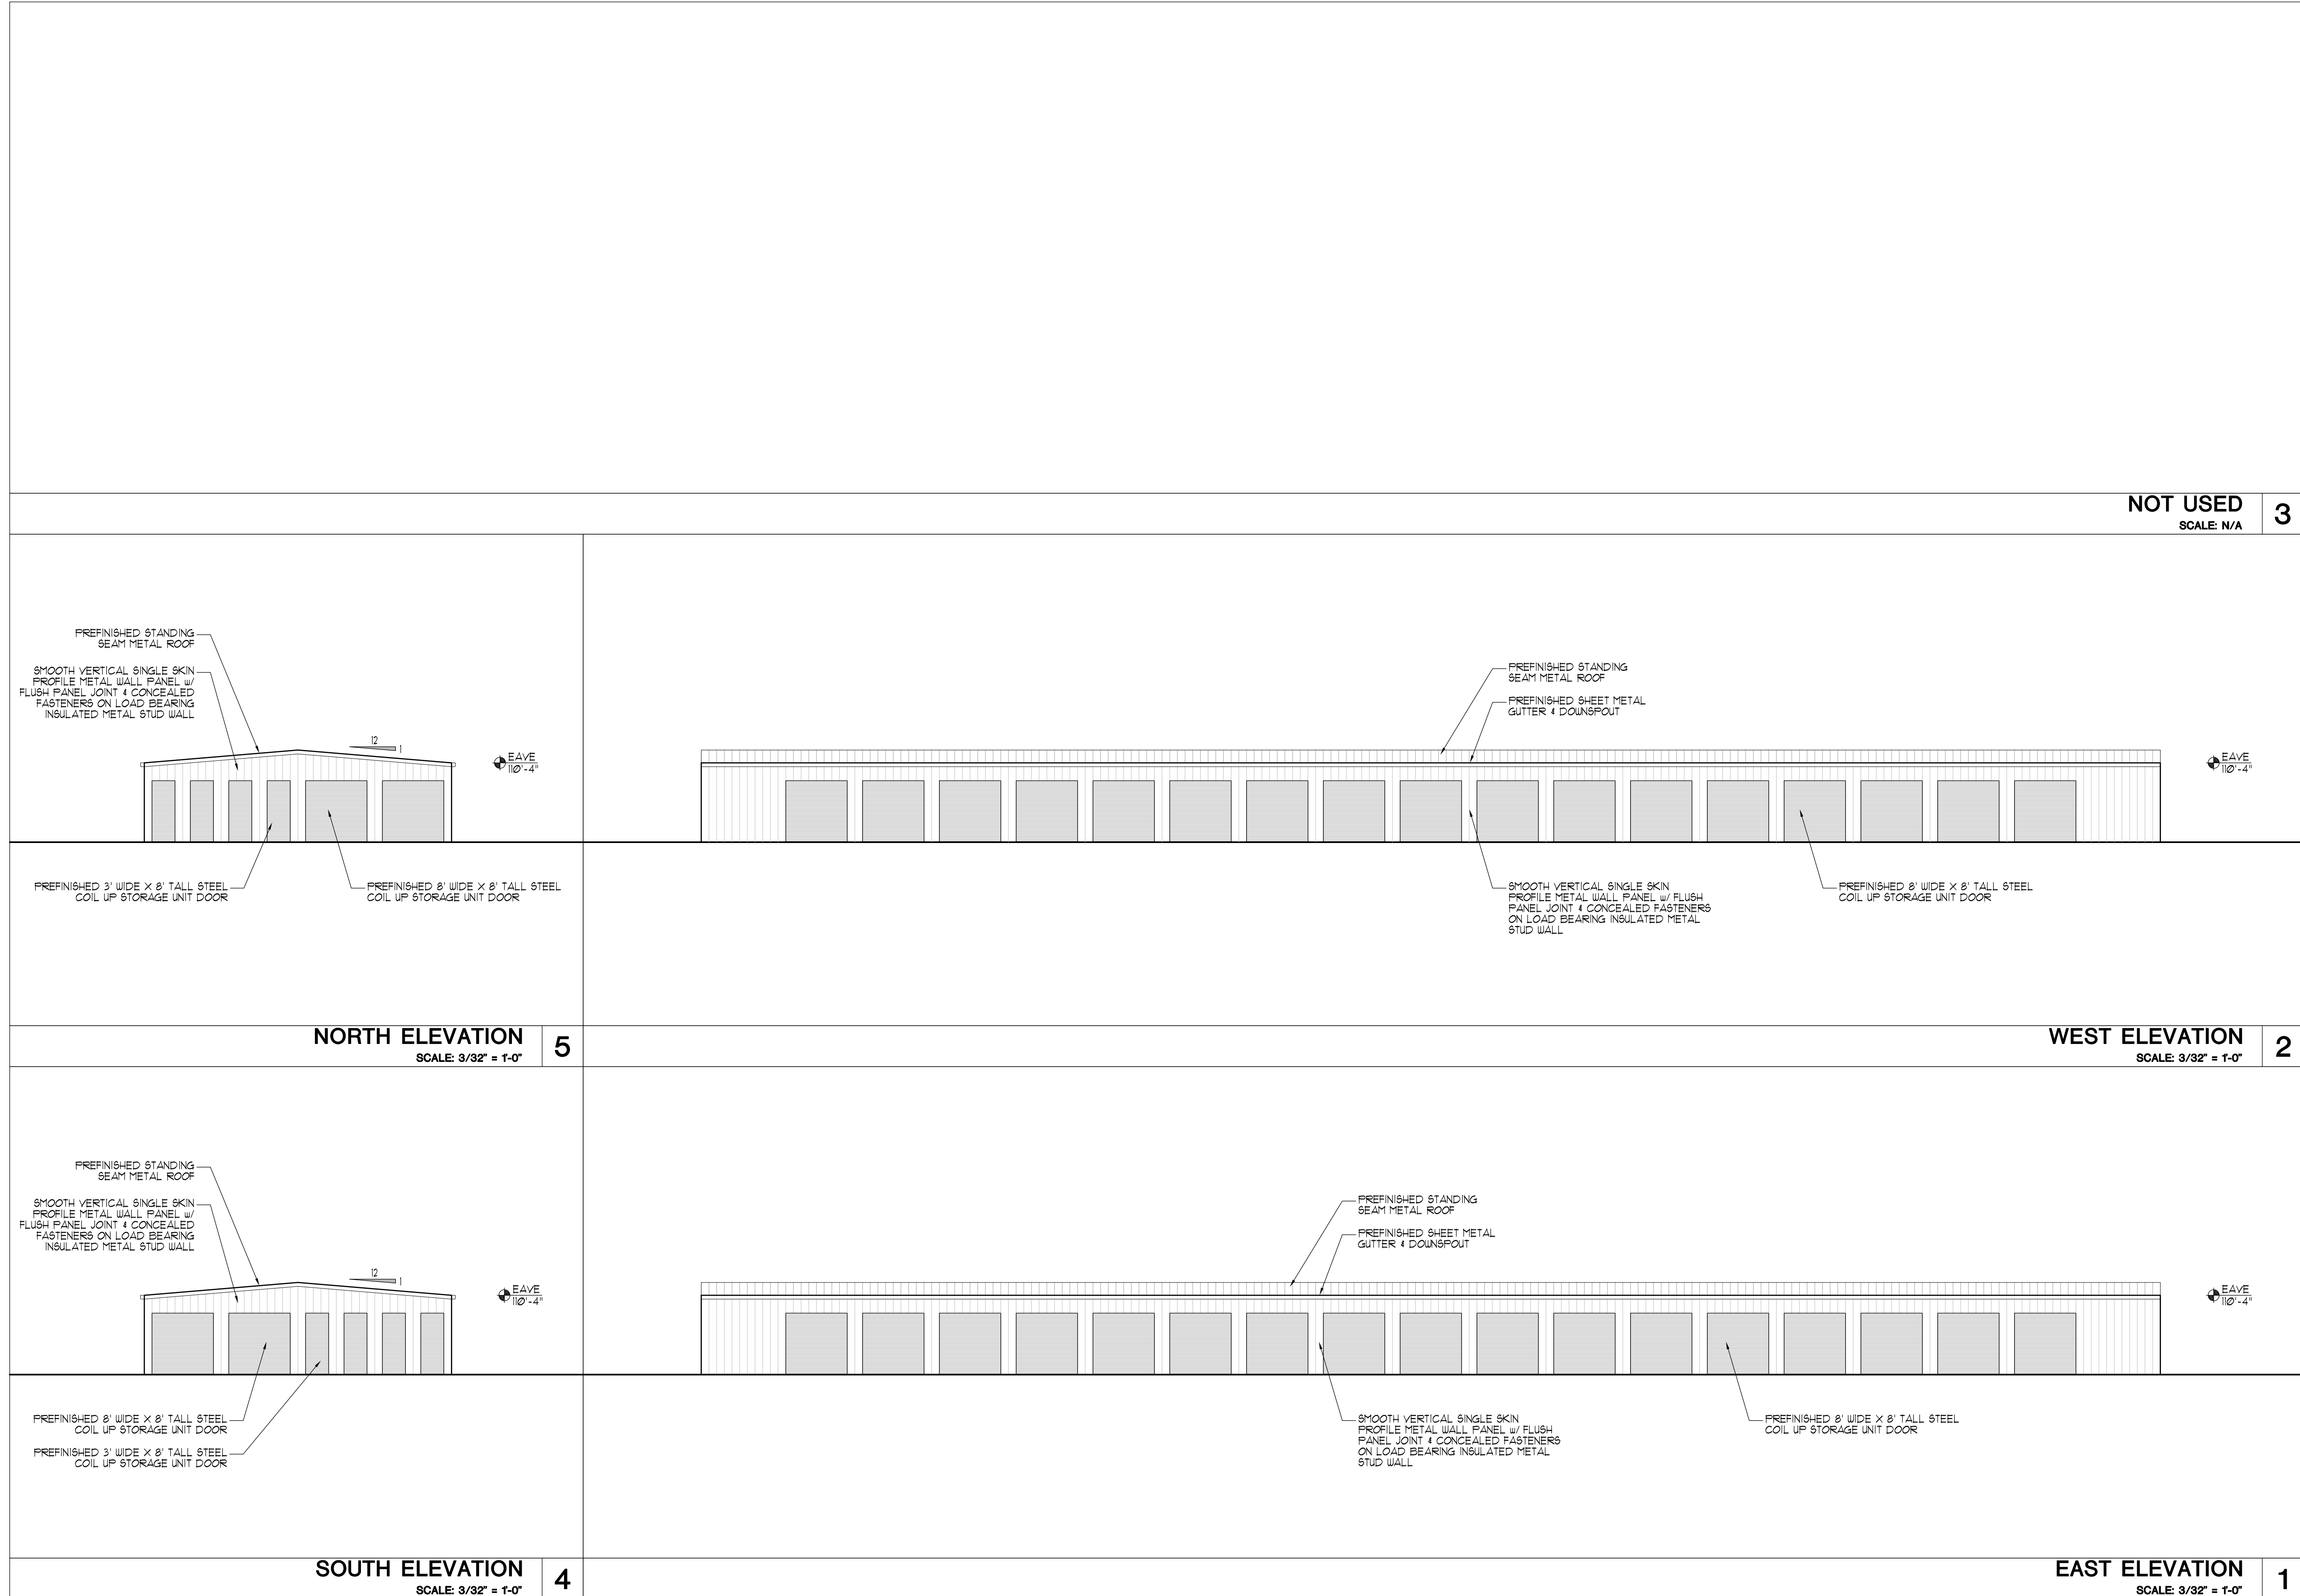 NOT USED
SCALE: N/A
3
PREFINISHED STANDING
SEAM METAL ROOF
SMOOTH VERTICAL SINGLE SKIN
PROFILE METAL WALL PANEL w/
FLUSH PANEL JOINT & CONCEALED
FASTENERS ON LOAD BEARING
INSULATED METAL STUD WALL
12
1
EAVE
110'-4"
PREFINISHED 3' WIDE X 8' TALL STEEL
COIL UP STORAGE UNIT DOOR
PREFINISHED 8' WIDE X 8' TALL STEEL
COIL UP STORAGE UNIT DOOR
NORTH ELEVATION
SCALE: 3/32" = 1'-0"
5
PREFINISHED STANDING
SEAM METAL ROOF
PREFINISHED SHEET METAL
GUTTER & DOWNSPOUT
EAVE
110'-4"
SMOOTH VERTICAL SINGLE SKIN
PROFILE METAL WALL PANEL w/ FLUSH
PANEL JOINT & CONCEALED FASTENERS
ON LOAD BEARING INSULATED METAL
STUD WALL
PREFINISHED 8' WIDE X 8' TALL STEEL
COIL UP STORAGE UNIT DOOR
WEST ELEVATION
SCALE: 3/32" = 1'-0"
2
PREFINISHED STANDING
SEAM METAL ROOF
SMOOTH VERTICAL SINGLE SKIN
PROFILE METAL WALL PANEL w/
FLUSH PANEL JOINT & CONCEALED
FASTENERS ON LOAD BEARING
INSULATED METAL STUD WALL
12
1
EAVE
110'-4"
PREFINISHED 8' WIDE X 8' TALL STEEL
COIL UP STORAGE UNIT DOOR
PREFINISHED 3' WIDE X 8' TALL STEEL
COIL UP STORAGE UNIT DOOR
SOUTH ELEVATION
SCALE: 3/32" = 1'-0"
4
PREFINISHED STANDING
SEAM METAL ROOF
PREFINISHED SHEET METAL
GUTTER & DOWNSPOUT
EAVE
110'-4"
SMOOTH VERTICAL SINGLE SKIN
PROFILE METAL WALL PANEL w/ FLUSH
PANEL JOINT & CONCEALED FASTENERS
ON LOAD BEARING INSULATED METAL
STUD WALL
PREFINISHED 8' WIDE X 8' TALL STEEL
COIL UP STORAGE UNIT DOOR
EAST ELEVATION
SCALE: 3/32" = 1'-0"
1